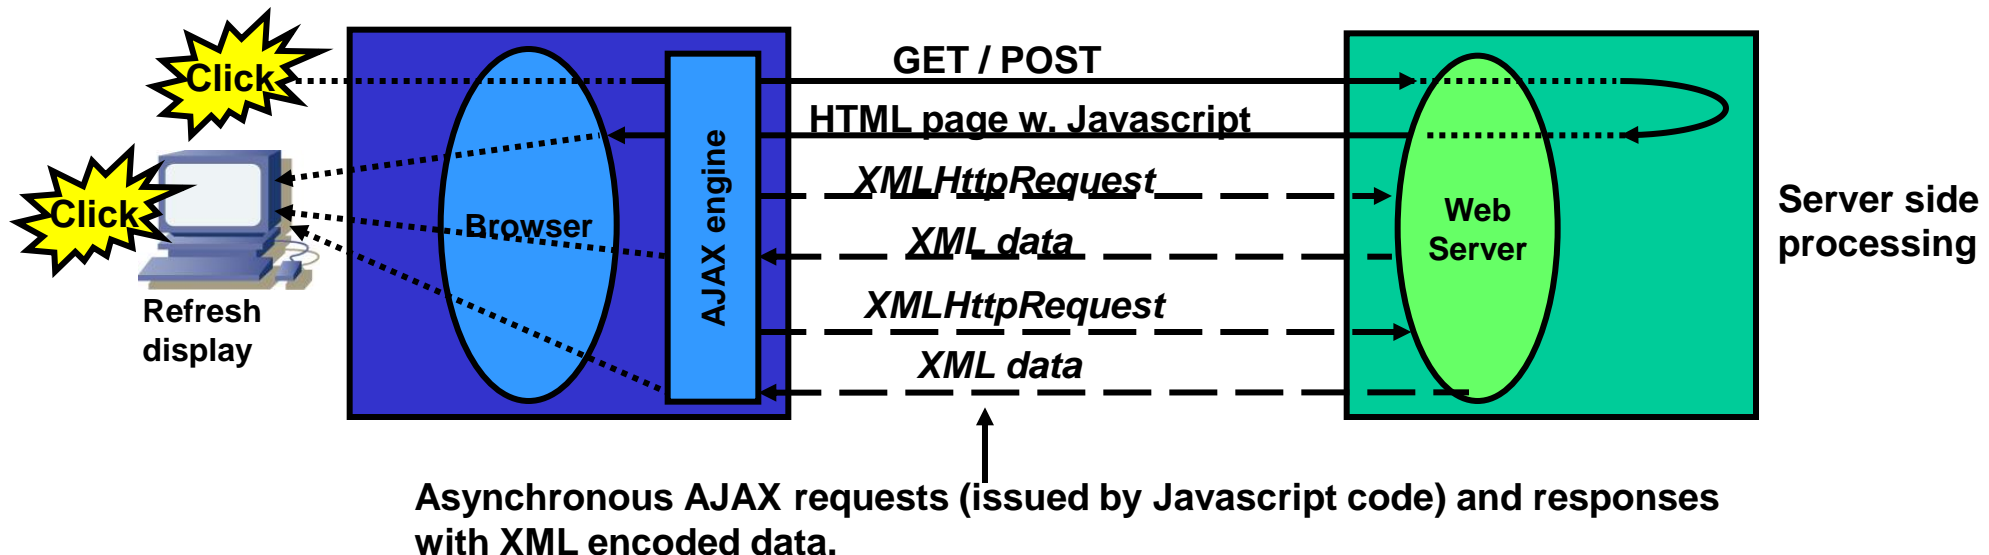 Click
GET / POST
HTML page w. Javascript
XMLHttpRequest
XML data
XMLHttpRequest
XML data
Click
Refresh
display
Browser
AJAX engine
Web
Server
Server side
processing
Asynchronous AJAX requests (issued by Javascript code) and responses
with XML encoded data.